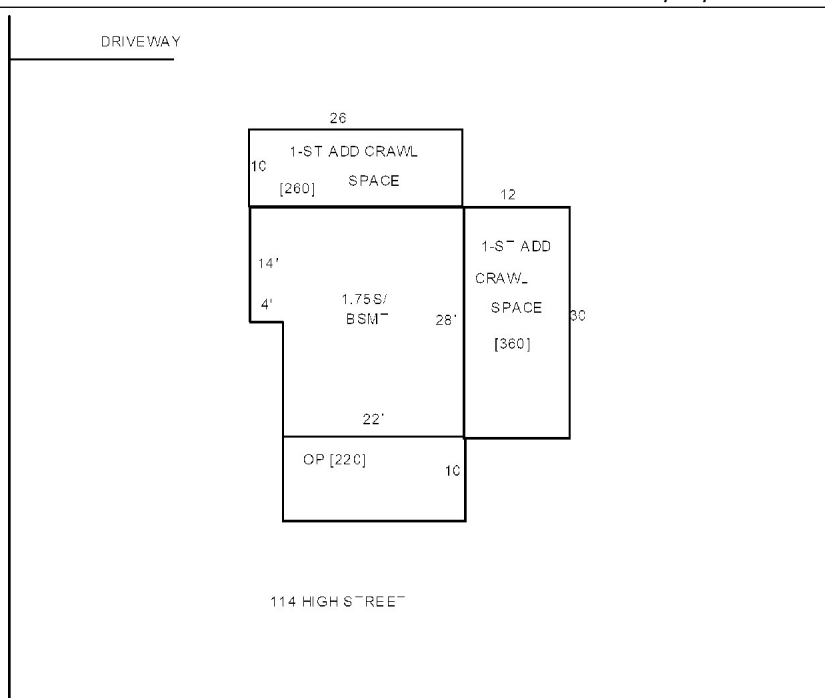 DRIVEWAY
26
1-ST ADD CRAWL
10
SPACE
[260]
12
1-ST ADD
14'
CRAWL
4'
1.75S/
SPACE
BSMT
28'
30
[360]
22'
OP [220]
10
114 HIGH STREET